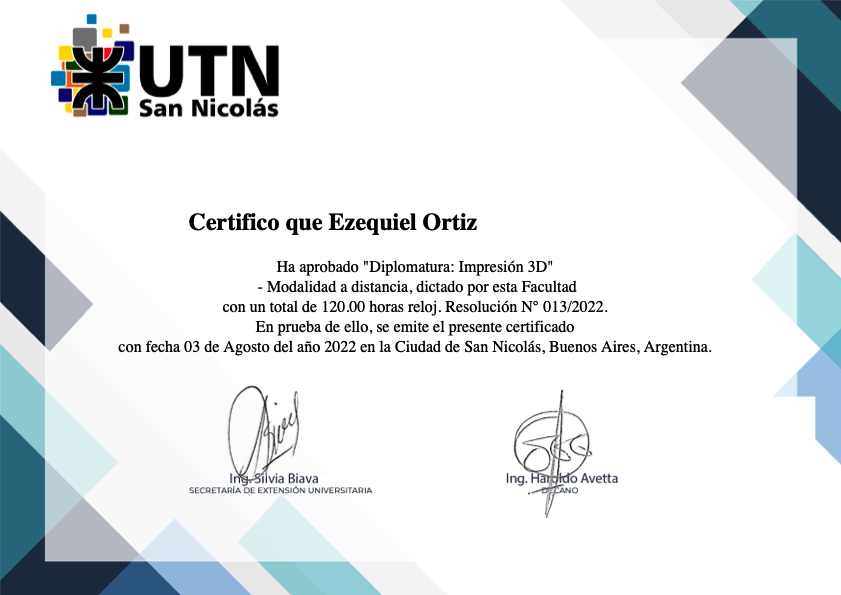 UTN
San Nicolás
Certifico que Ezequiel Ortiz
Ha aprobado "Diplomatura: Impresión 3D"
- Modalidad a distancia, dictado por esta Facultad
con un total de 120.00 horas reloj. Resolución N° 013/2022.
En prueba de ello, se emite el presente certificado
con fecha 03 de Agosto del año 2022 en la Ciudad de San Nicolás, Buenos Aires, Argentina.
Ing. Silvia Biava
SECRETARÍA DE EXTENSIÓN UNIVERSITARIA
Ing. Haroldo Avetta
DECANO